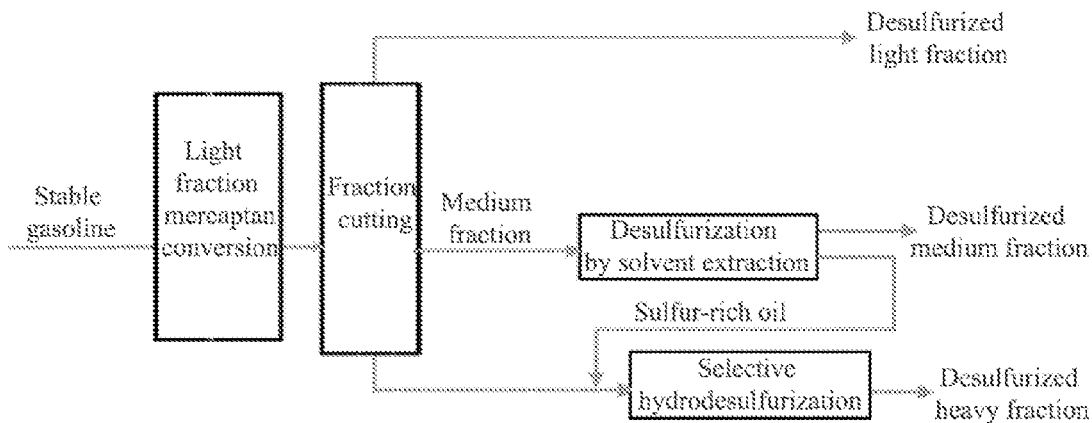 Desulfurized
light fraction
Light
fraction
mercaptan
conversion
Stable
gasoline
Fraction
cutting
Medium
fraction
Desulfurization
by solvent extraction
Desulfurized
medium fraction
Sulfur-rich oil
Selective
hydrodesulfurization
Desulfurized
heavy fraction